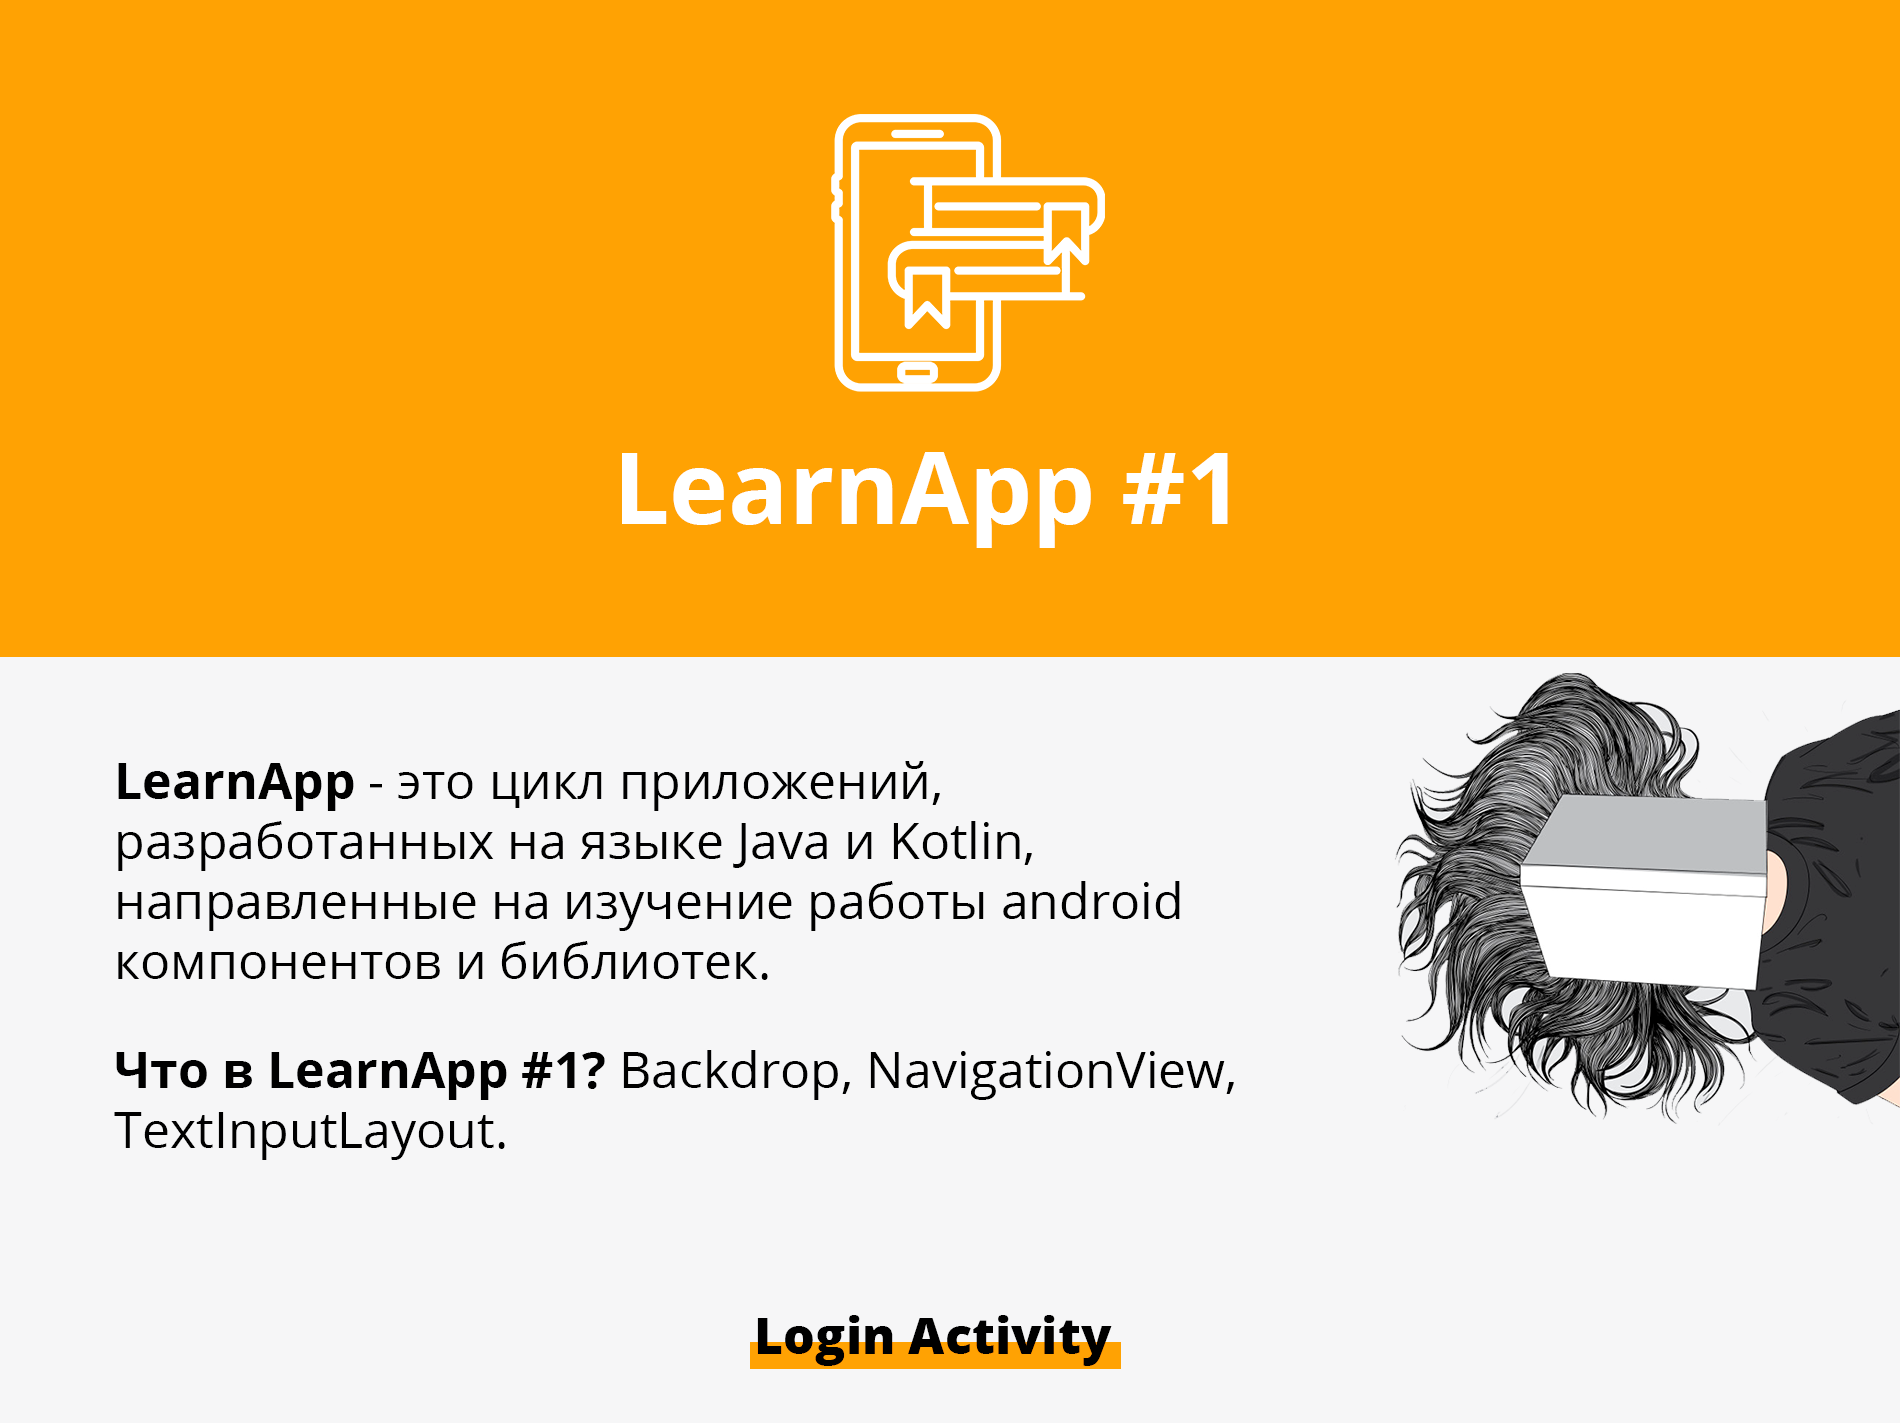 LearnApp #1
LearnApp - это цикл приложений,
разработанных на языке Java и Kotlin,
направленные на изучение работы android
компонентов и библиотек.
Что в LearnApp #1? Backdrop, NavigationView,
TextInputLayout.
Login Activity